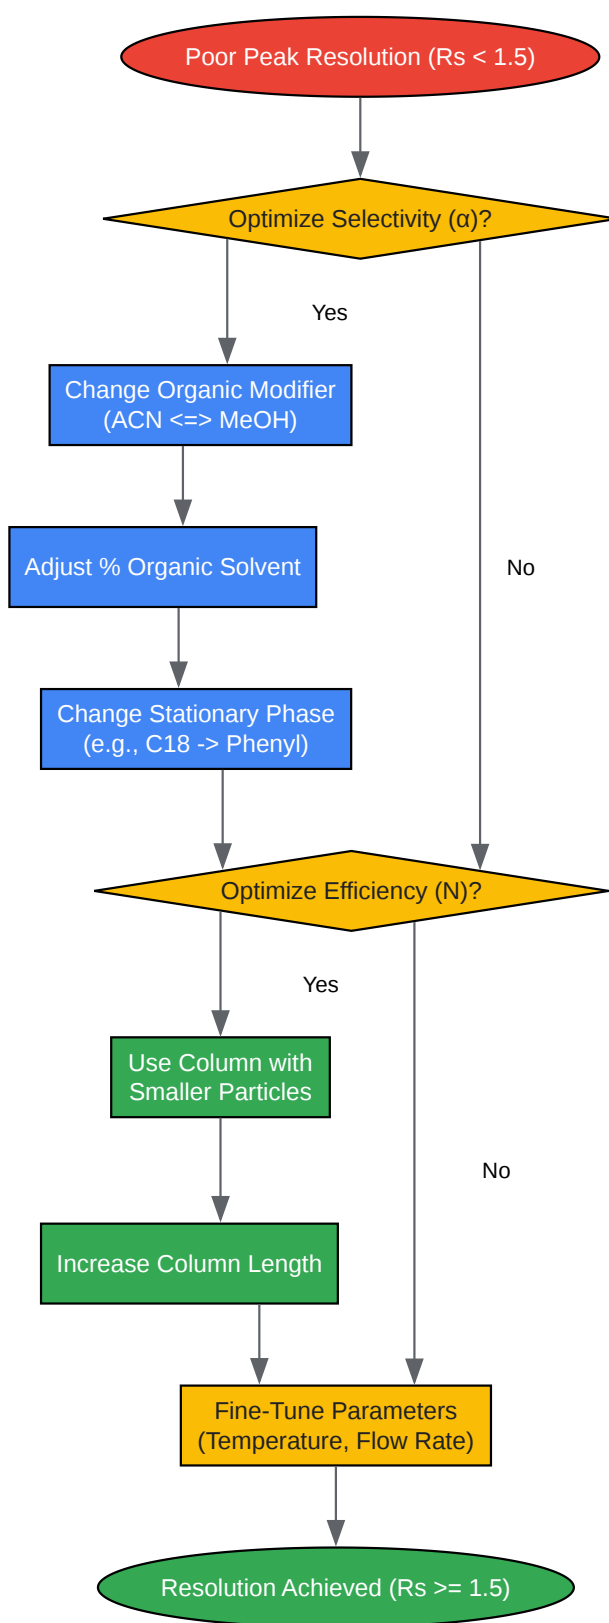 Poor Peak Resolution (Rs < 1.5)
Optimize Selectivity (α)?
Yes
Change Organic Modifier
(ACN <=> MeOH)
Adjust % Organic Solvent
No
Change Stationary Phase
(e.g., C18 -> Phenyl)
Optimize Efficiency (N)?
Yes
Use Column with
Smaller Particles
No
Increase Column Length
Fine-Tune Parameters
(Temperature, Flow Rate)
Resolution Achieved (Rs >= 1.5)